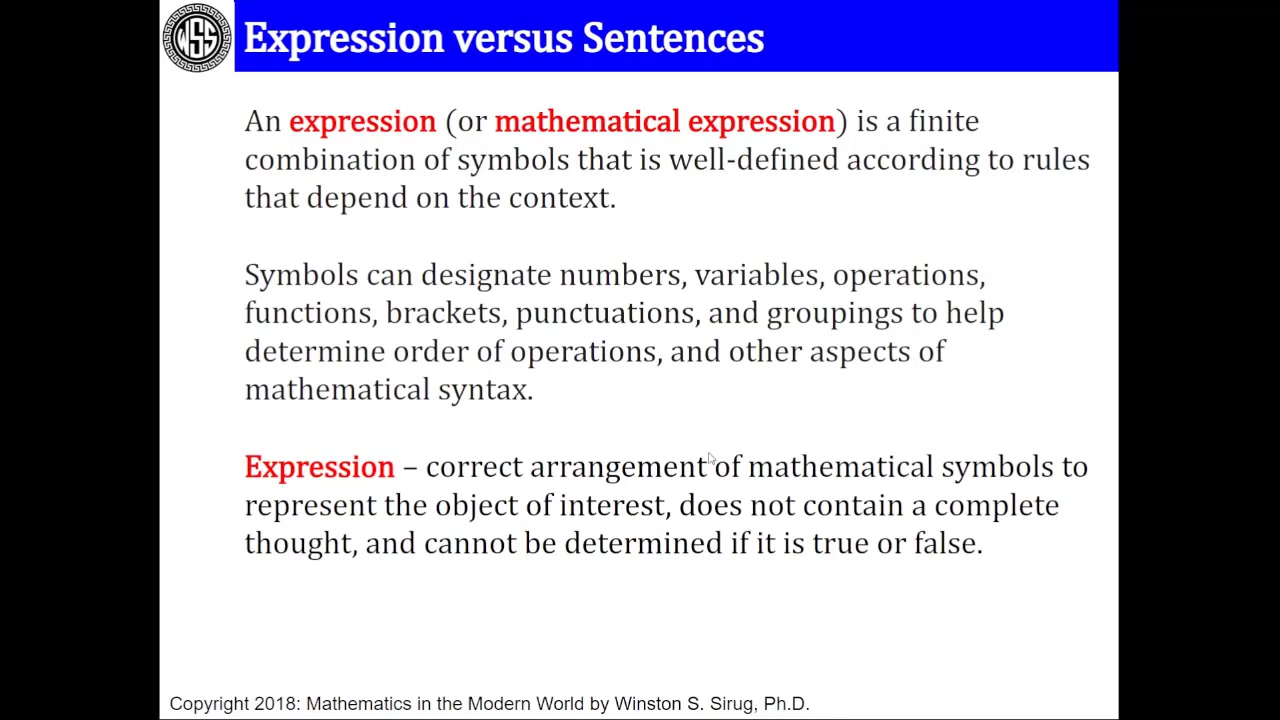 WSS
Expression versus Sentences
An expression (or mathematical expression) is a finite
combination of symbols that is well-defined according to rules
that depend on the context.
Symbols can designate numbers, variables, operations,
functions, brackets, punctuations, and groupings to help
determine order of operations, and other aspects of
mathematical syntax.
Expression – correct arrangement of mathematical symbols to
represent the object of interest, does not contain a complete
thought, and cannot be determined if it is true or false.
Copyright 2018: Mathematics in the Modern World by Winston S. Sirug, Ph.D.